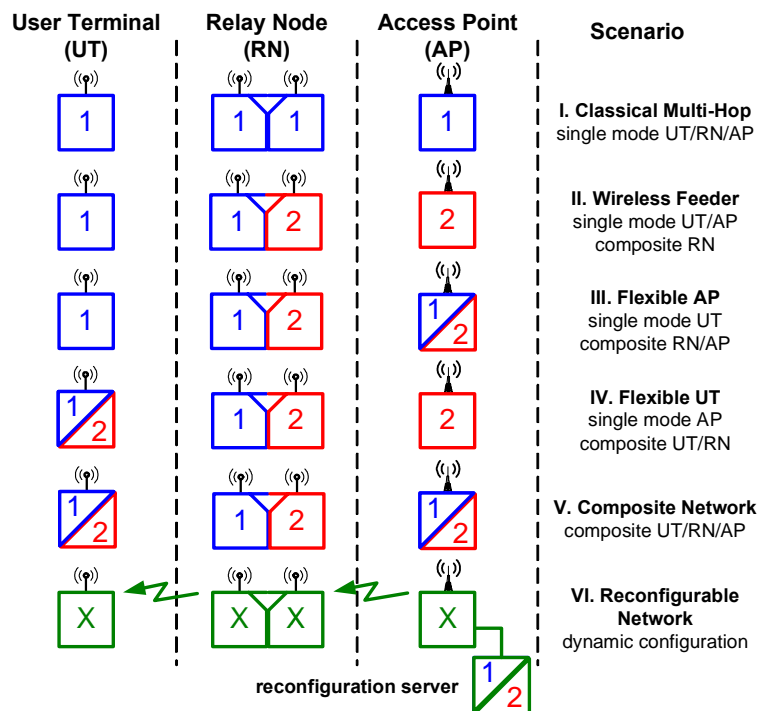 User Terminal (UT)
Relay Node (RN)
Access Point (AP)
Scenario
1
1 1
1
I. Classical Multi-Hop
single mode UT/RN/AP
1
1 2
2
II. Wireless Feeder
single mode UT/AP
composite RN
1
1 2
1 2
III. Flexible AP
single mode UT
composite RN/AP
1 2
1 2
2
IV. Flexible UT
single mode AP
composite UT/RN
1 2
1 2
1 2
V. Composite Network
composite UT/RN/AP
X
X X
X
VI. Reconfigurable
Network
dynamic configuration
reconfiguration server
1 2